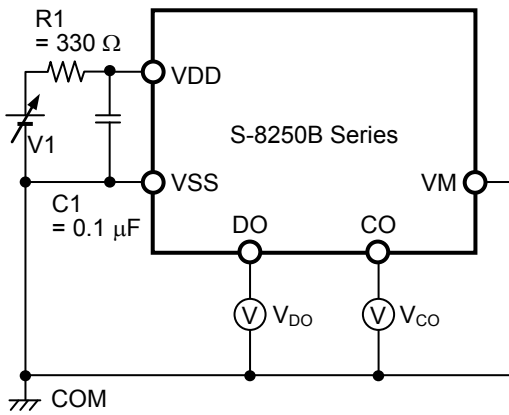 R1
= 330 Ω
VDD
V1
S-8250B Series
VSS
VM
C1
= 0.1 μF
DO
CO
V
VDO
V
VCO
COM